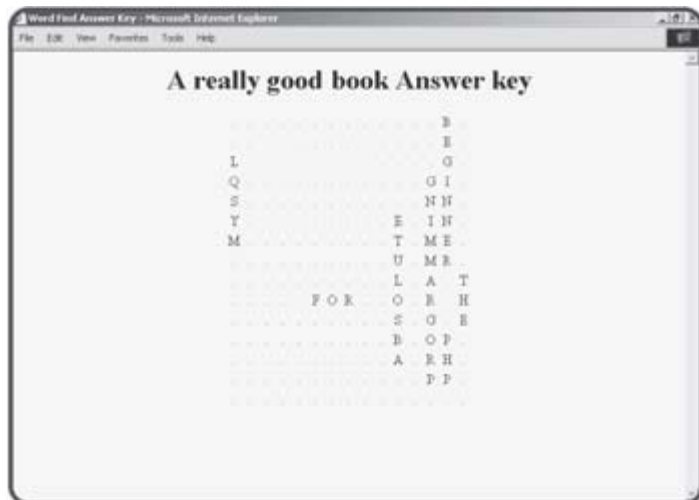 Word Find Answer Key - Microsoft Internet Explorer
File Edit View Favorites Tools Help
A really good book Answer key
B
E
L G
Q G I
S N N
Y E I N
M T M E
U M R
L A T
F O R O R H
S G E
B O P
A R H
P P